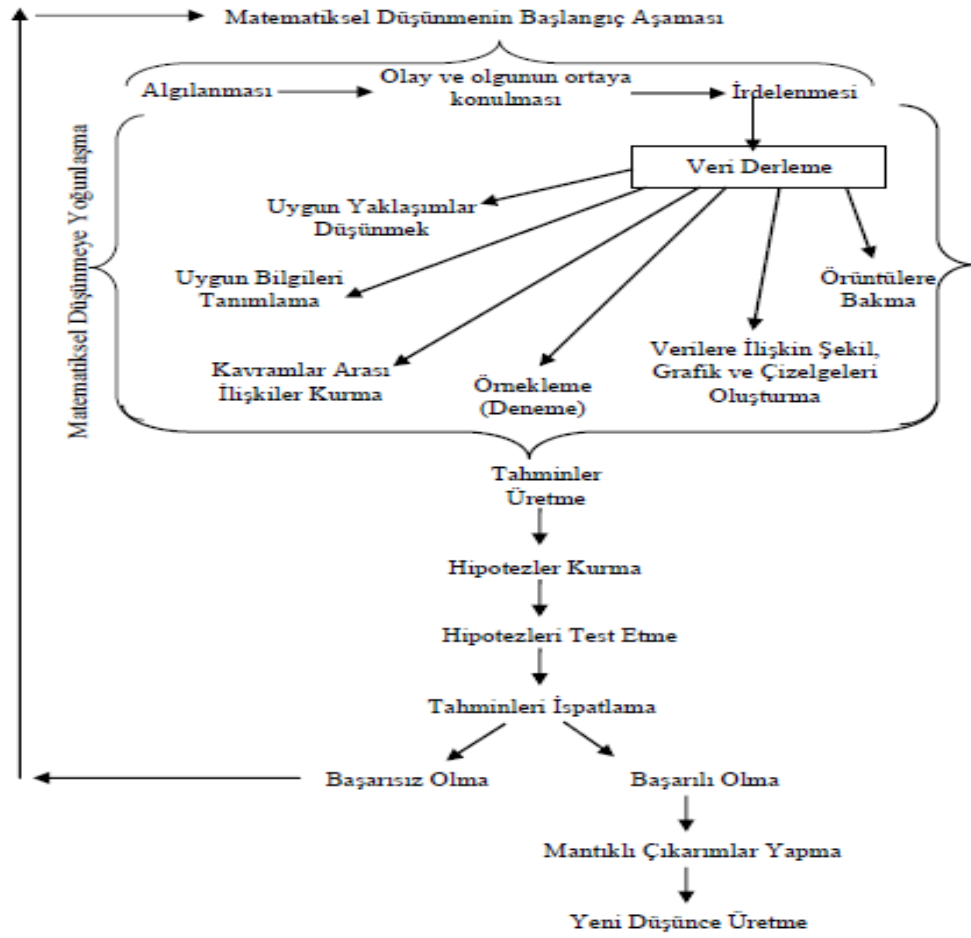 Matematiksel Düşünmenin Başlangıç Aşaması
Algılanması
Olay ve olgunun ortaya
konulması
İrdelenmesi
Matematiksel Düşünmeye Yoğunlaşma
Veri Derleme
Uygun Yaklaşımlar
Düşünmek
Uygun Bilgileri
Tanımlama
Kavramlar Arası
İlişkiler Kurma
Örnekleme
(Deneme)
Verilere İlişkin Şekil,
Grafik ve Çizelgeleri
Oluşturma
Örüntülere
Bakma
Tahminler
Üretme
Hipotezler Kurma
Hipotezleri Test Etme
Tahminleri İspatlama
Başarısız Olma
Başarılı Olma
Mantıklı Çıkarımlar Yapma
Yeni Düşünce Üretme